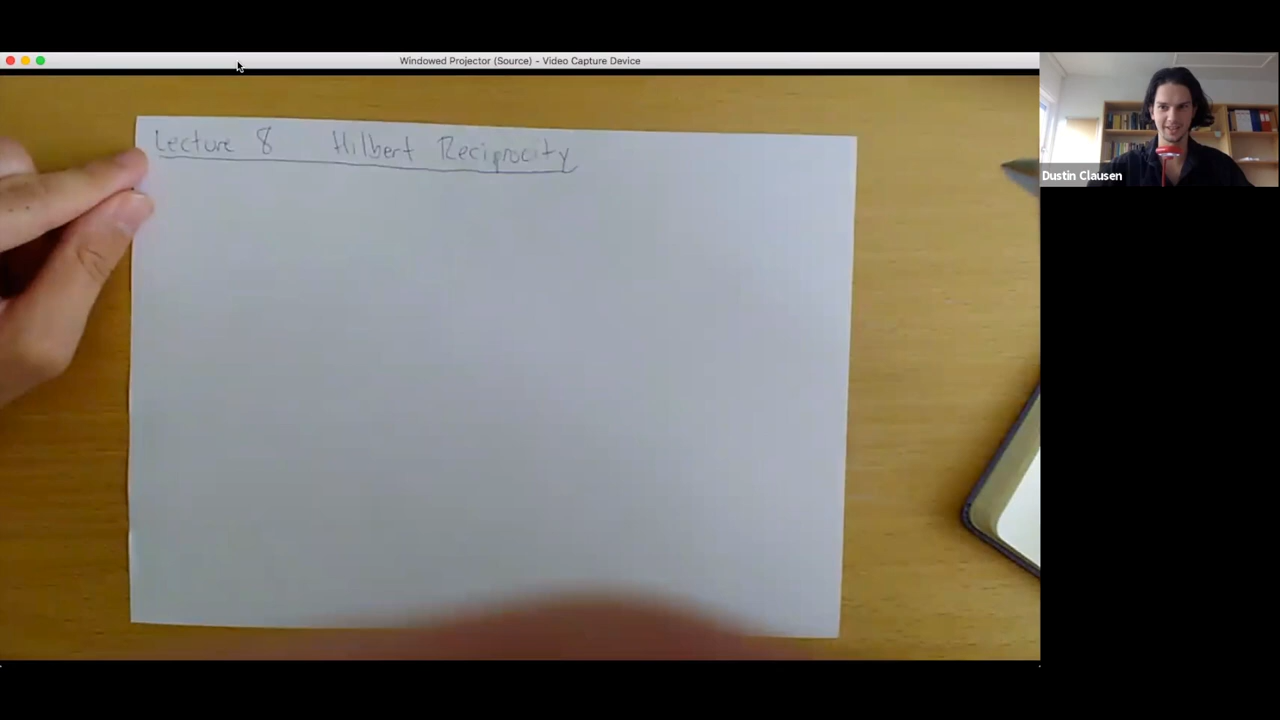 Windowed Projector (Source) - Video Capture Device
Dustin Clausen
Lecture 8 Hilbert Reciprocity